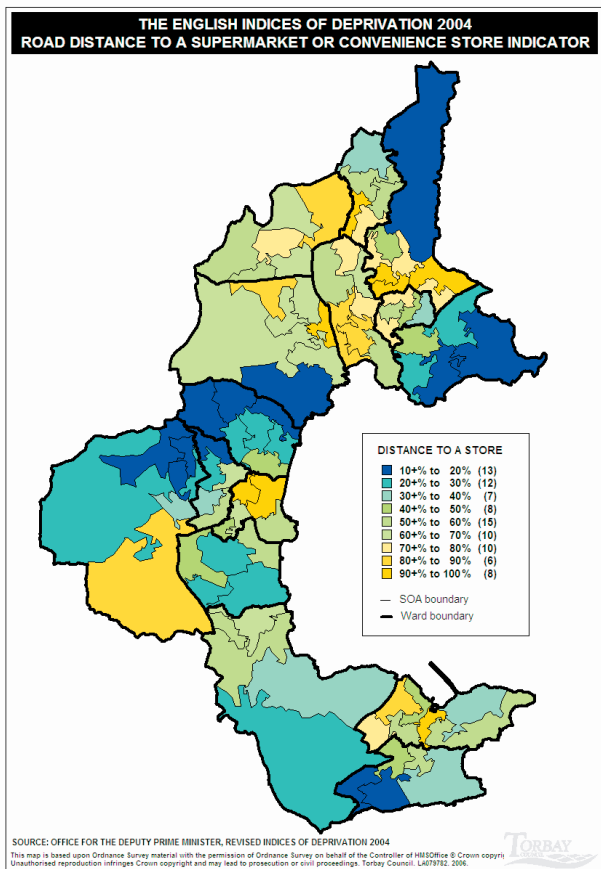 THE ENGLISH INDICES OF DEPRIVATION 2004
ROAD DISTANCE TO A SUPERMARKET OR CONVENIENCE STORE INDICATOR
DISTANCE TO A STORE
10+% to 20% (13)
20+% to 30% (12)
30+% to 40% (7)
40+% to 50% (8)
50+% to 60% (15)
60+% to 70% (10)
70+% to 80% (10)
80+% to 90% (6)
90+% to 100% (8)
SOA boundary
Ward boundary
SOURCE: OFFICE FOR THE DEPUTY PRIME MINISTER, REVISED INDICES OF DEPRIVATION 2004
This map is based upon Ordnance Survey material with the permission of Ordnance Survey on behalf of the Controller of HMSOffice © Crown copyri
Unauthorised reproduction infringes Crown copyright and may lead to prosecution or civil proceedings. Torbay Council. LA079782. 2006.
TORBAY